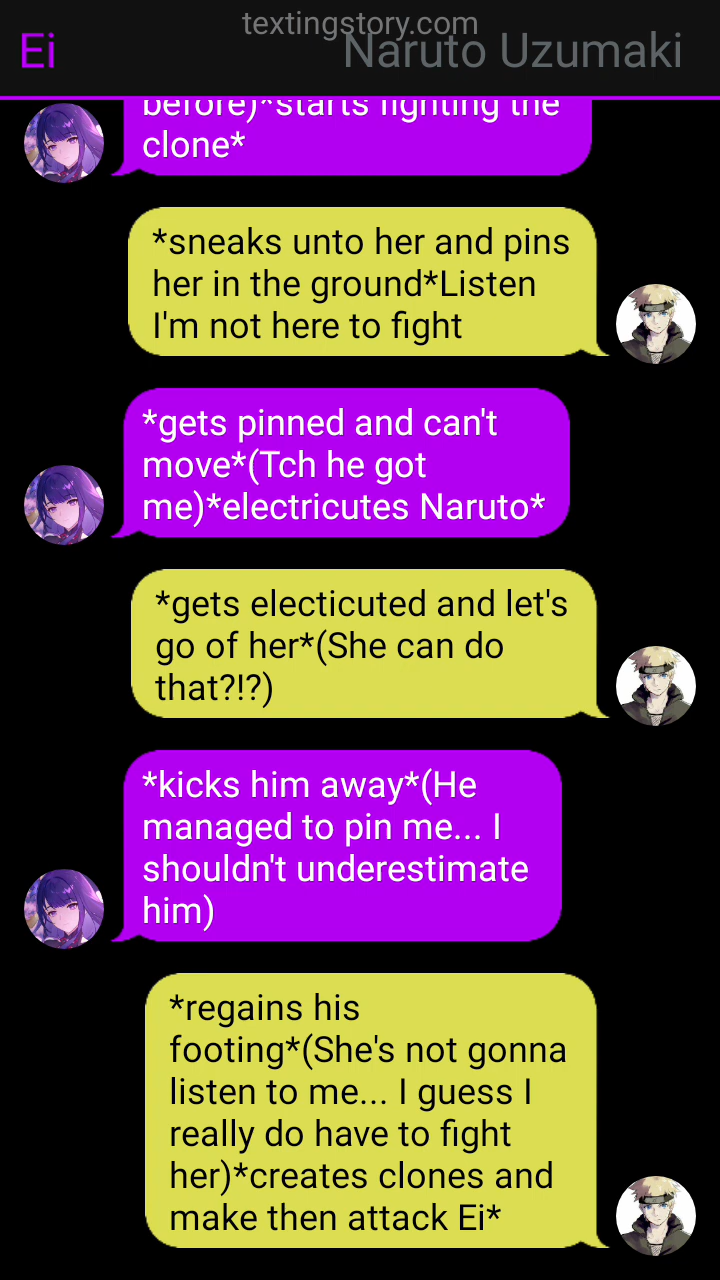 textingstory.com
Ei
Naruto Uzumaki
before)*starts fighting the
clone*
*sneaks unto her and pins
her in the ground*Listen
I'm not here to fight
*gets pinned and can't
move*(Tch he got
me)*electricutes Naruto*
*gets electicuted and let's
go of her*(She can do
that?!?)
*kicks him away*(He
managed to pin me... I
shouldn't underestimate
him)
*regains his
footing*(She's not gonna
listen to me... I guess I
really do have to fight
her)*creates clones and
make then attack Ei*